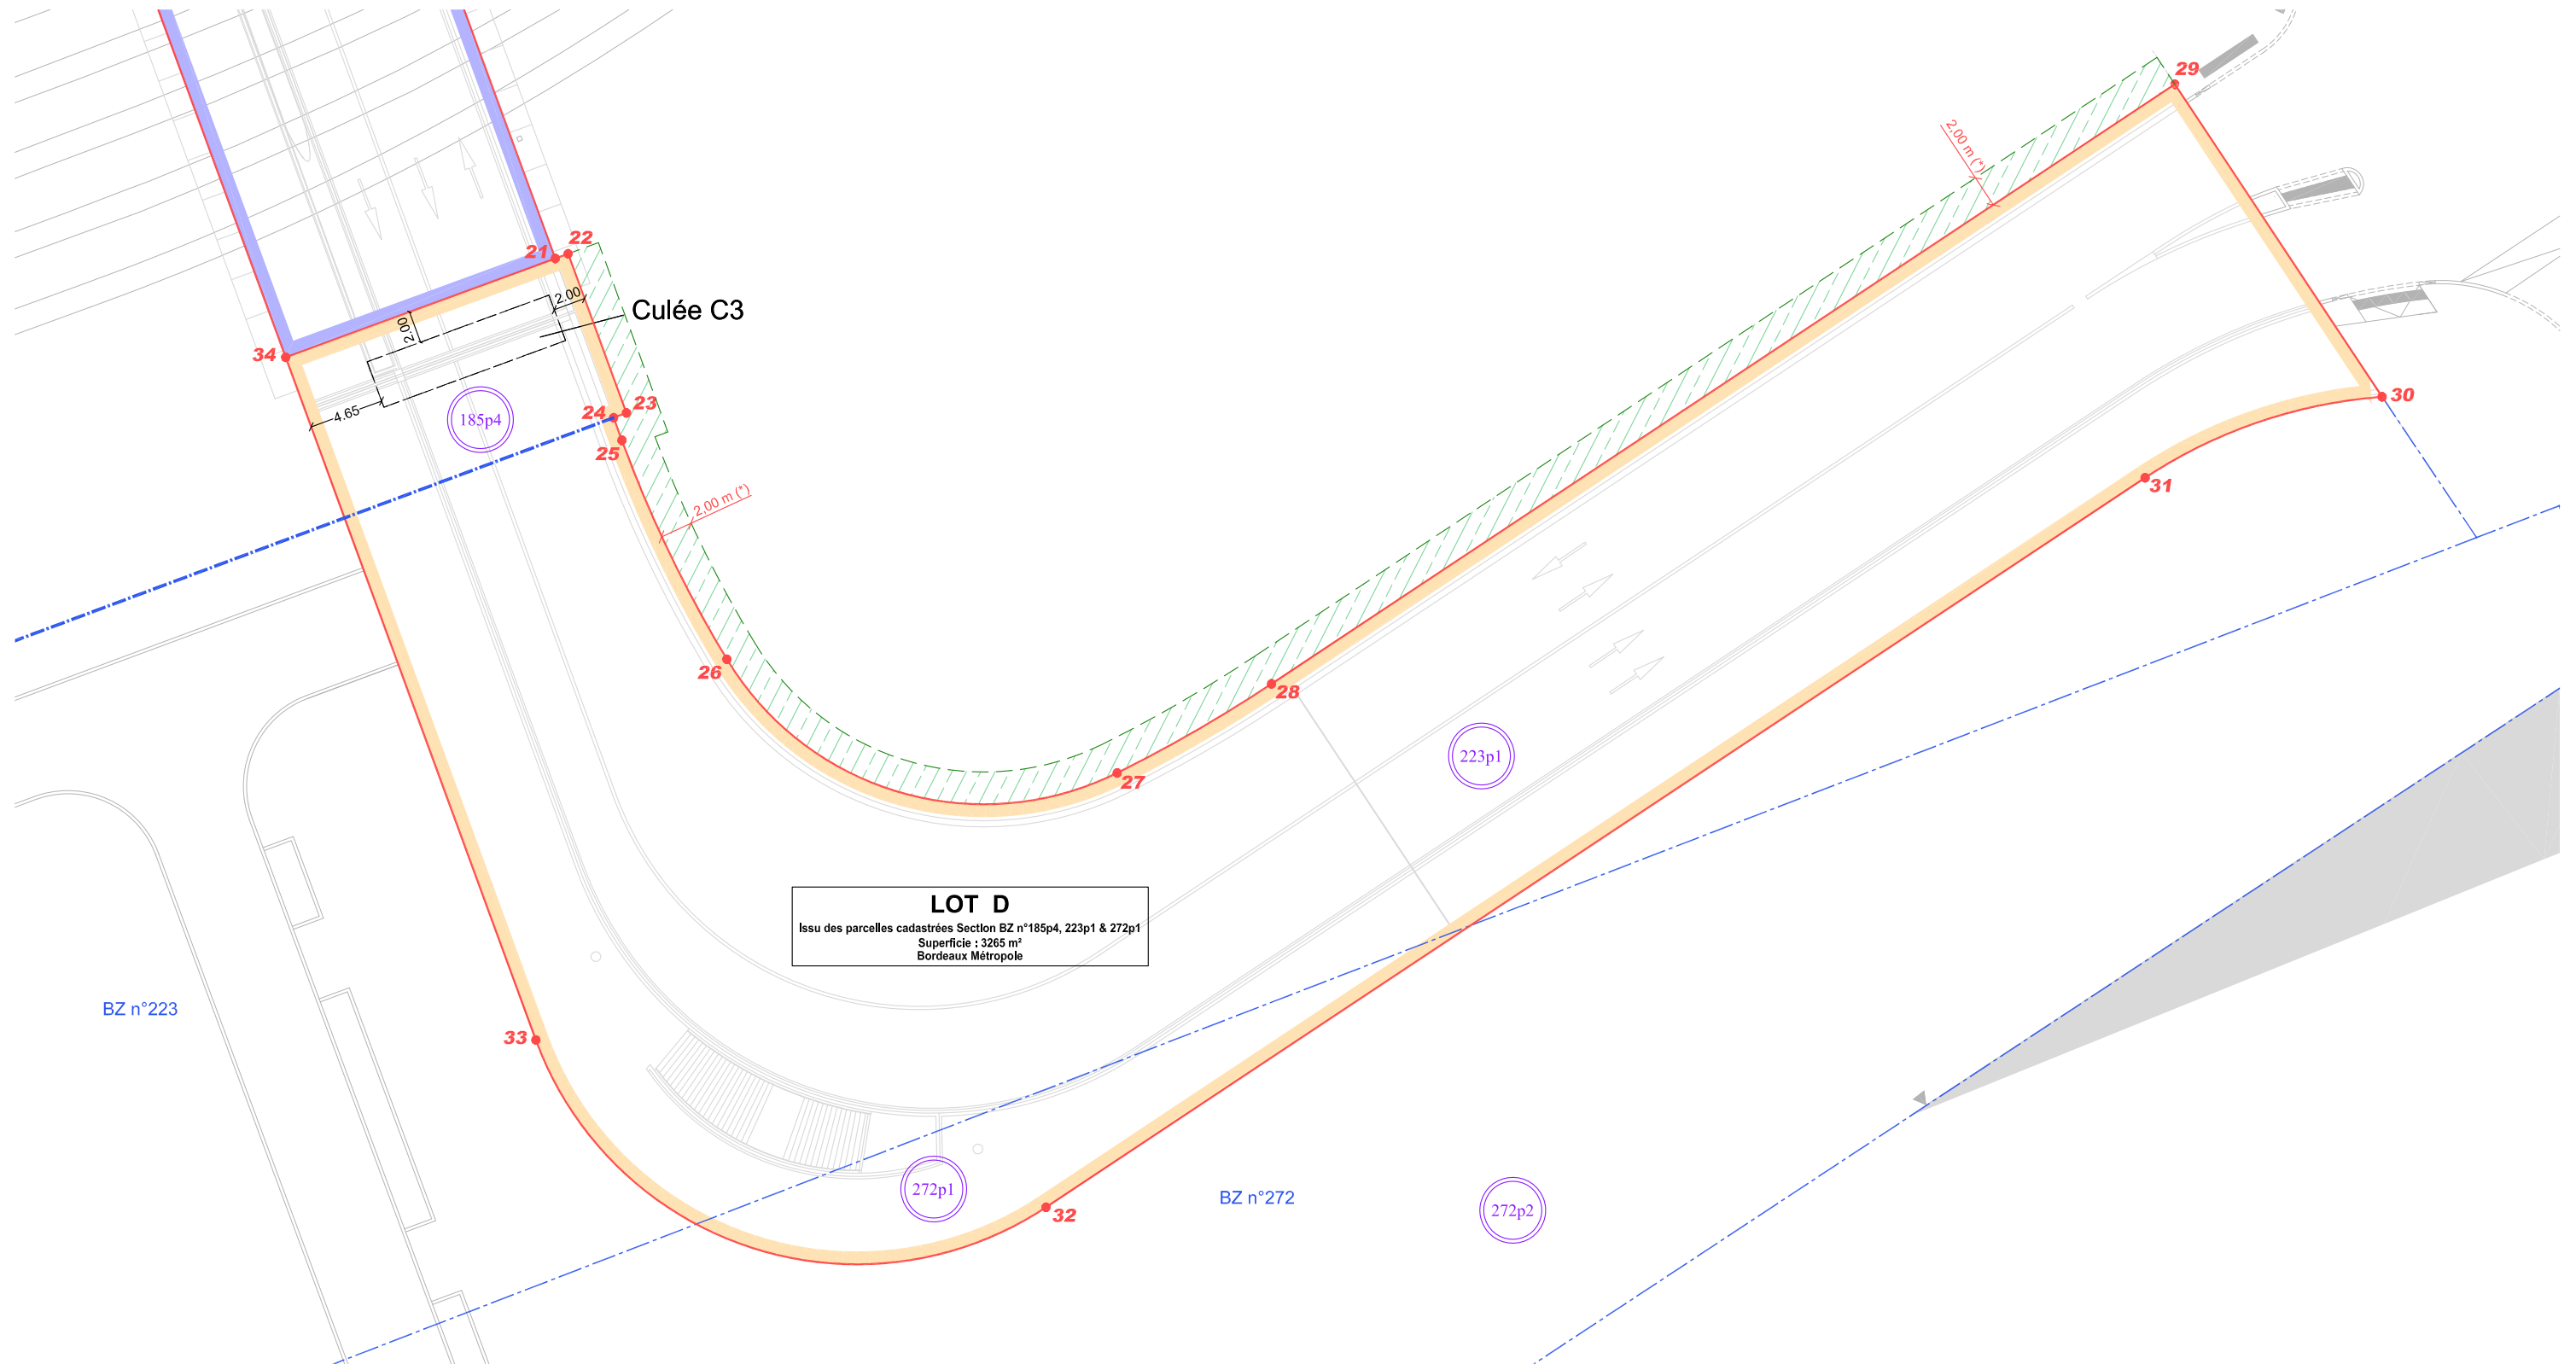 29
2,00 m (*)
22
21
2.00
Culée C3
2.00
34
30
23
24
4.65
185p4
25
31
2,00 m (*)
26
28
223p1
27
LOT D
Issu des parcelles cadastrées Section BZ n°185p4, 223p1 & 272p1
Superficie : 3265 m²
Bordeaux Métropole
BZ n°223
33
272p1
32
BZ n°272
272p2